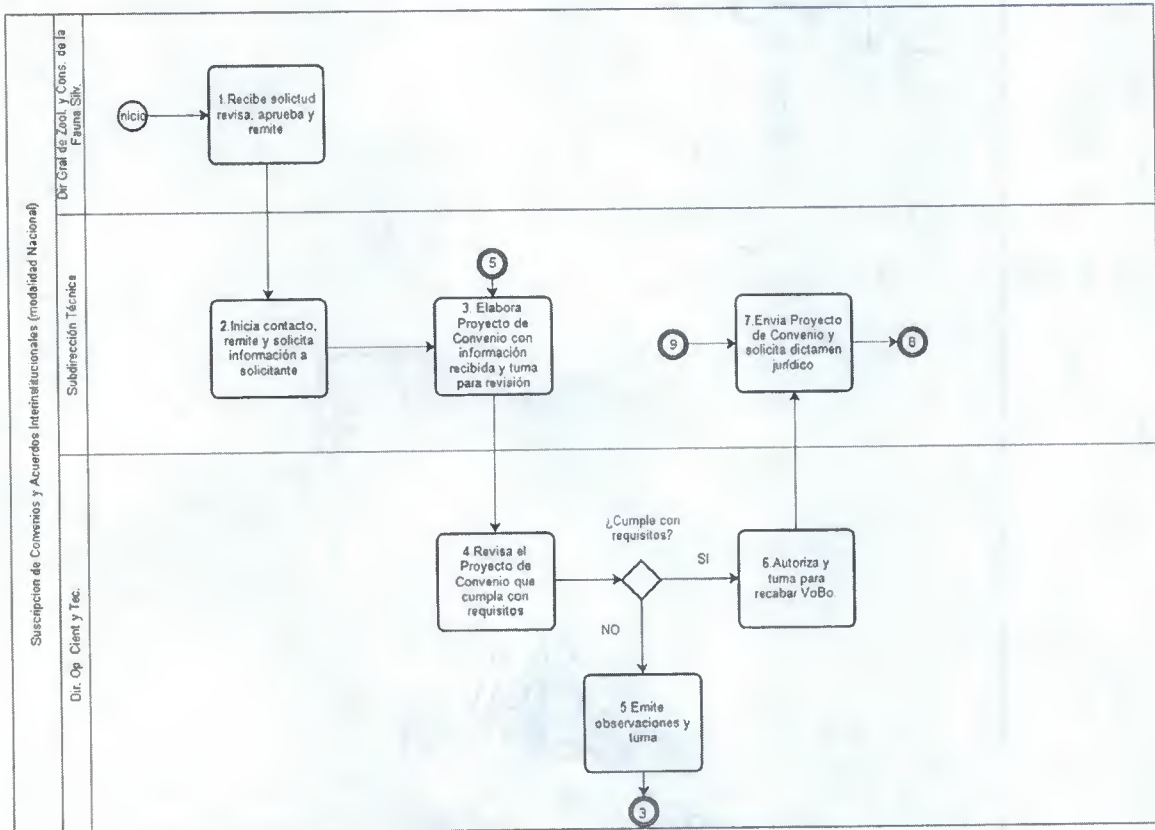 Suscripcion de Convenios y Acuerdos Interinstitucionales (modalidad Nacional)
Dir Gral de Zool. y Cons. de la
Fauna Silv.
nicio
1.Recibe solicitud
revisa, aprueba y
remite
Subdirección Técnica
2.Inicia contacto,
remite y solicita
información a
solicitante
5
3. Elabora
Proyecto de
Convenio con
información
recibida y turna
para revisión
9
7.Envia Proyecto
de Convenio y
solicita dictamen
jurídico
8
Dir. Op Cient y Tec.
4 Revisa el
Proyecto de
Convenio que
cumpla con
requisitos
¿Cumple con
requisitos?
SI
NO
6.Autoriza y
turna para
recabar VoBo.
5 Emite
observaciones y
turna
3